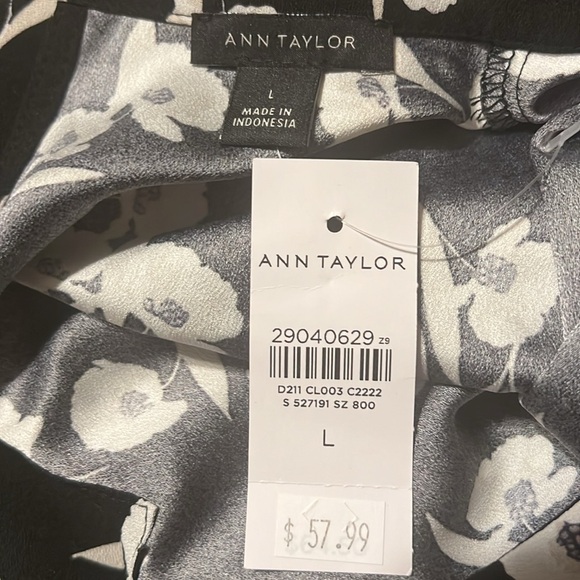 ANN TAYLOR
L
MADE IN
INDONESIA
ANN TAYLOR
29040629 Z9
D211 CL003 C2222
S 527191 SZ 800
L
$ 57.99